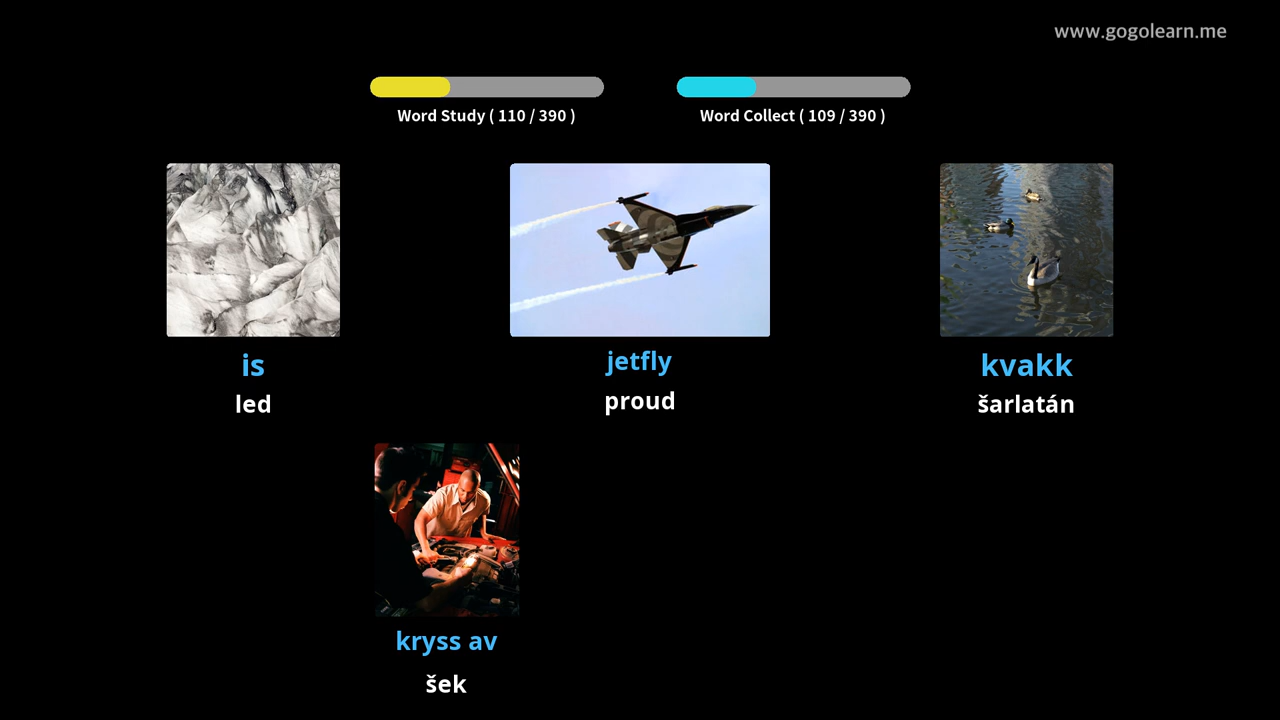 www.gogolearn.me
Word Study ( 110 / 390 )
Word Collect ( 109 / 390 )
is
jetfly
kvakk
led
proud
šarlatán
kryss av
šek